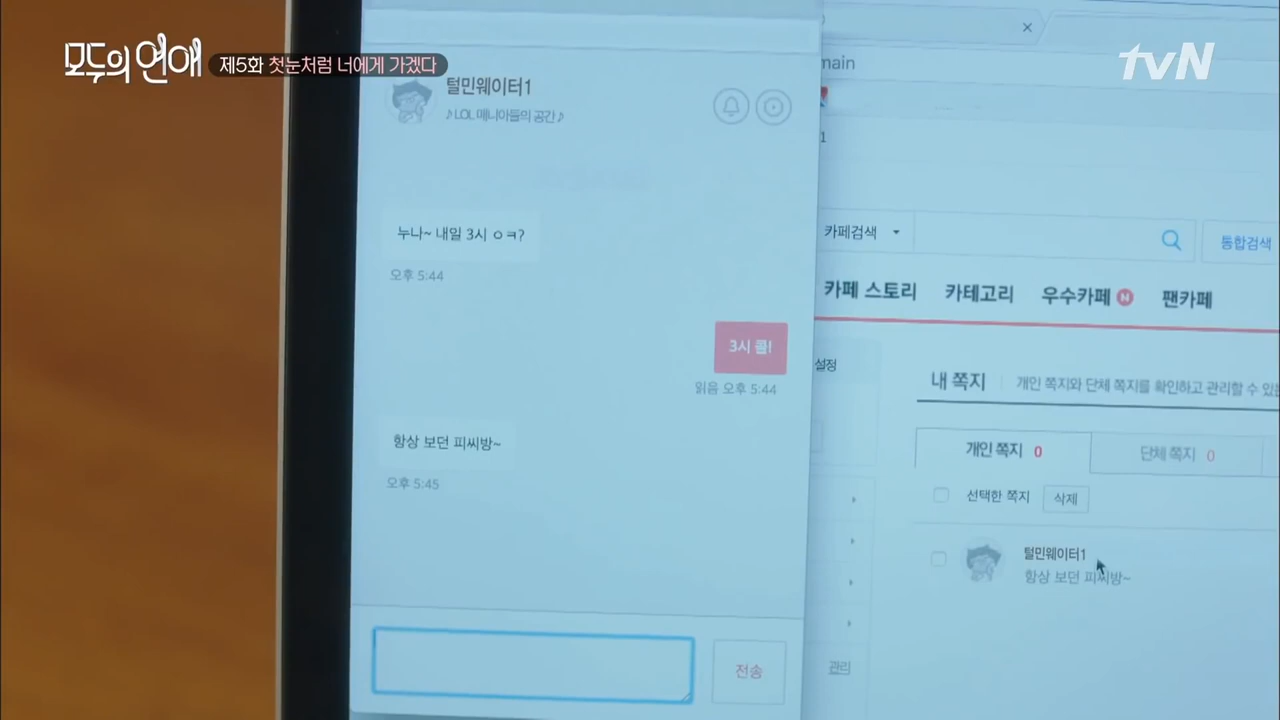 모두의 연애
제5화 첫눈처럼 너에게 가겠다
tvN
털민웨이터1
♪LOL 매니아들의 공간♪
누나~ 내일 3시 ㅇㅋ?
오후 5:44
3시 콜!
읽음 오후 5:44
항상 보던 피씨방~
오후 5:45
전송
main
1
카페검색
통합검색
카페 스토리
카테고리
우수카페 N
팬카페
설정
내 쪽지
개인 쪽지와 단체 쪽지를 확인하고 관리할 수 있는
개인 쪽지 0
단체 쪽지 0
선택한 쪽지
삭제
털민웨이터1
항상 보던 피씨방~
관리